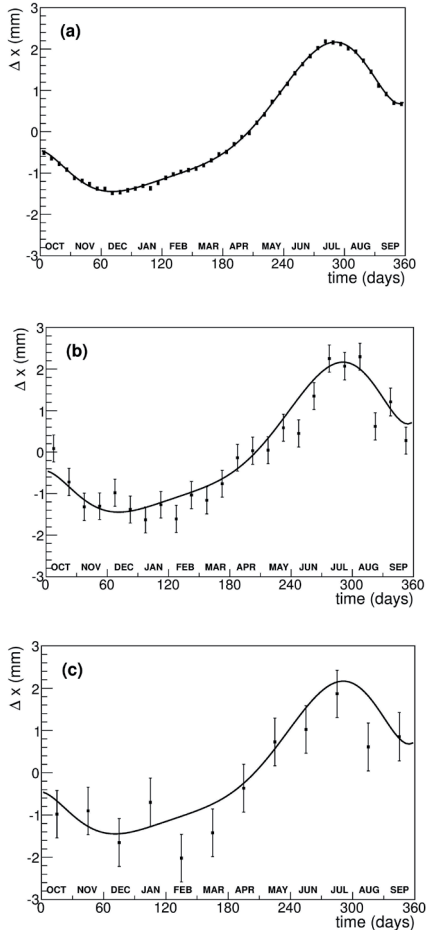 (a)
Δ x (mm)
3
2
1
0
-1
-2
-3
OCT NOV DEC JAN FEB MAR APR MAY JUN JUL AUG SEP
0 60 120 180 240 300 360
time (days)
(b)
Δ x (mm)
3
2
1
0
-1
-2
-3
OCT NOV DEC JAN FEB MAR APR MAY JUN JUL AUG SEP
0 60 120 180 240 300 360
time (days)
(c)
Δ x (mm)
3
2
1
0
-1
-2
-3
OCT NOV DEC JAN FEB MAR APR MAY JUN JUL AUG SEP
0 60 120 180 240 300 360
time (days)